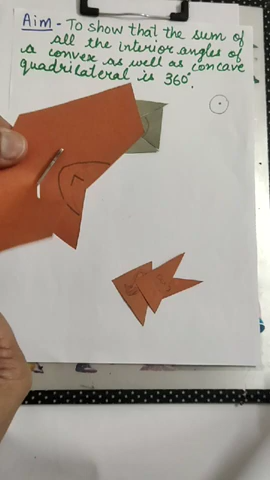 Aim - To show that the sum of
all the interior angles of
a convex as well as concave
quadrilateral is 360°.